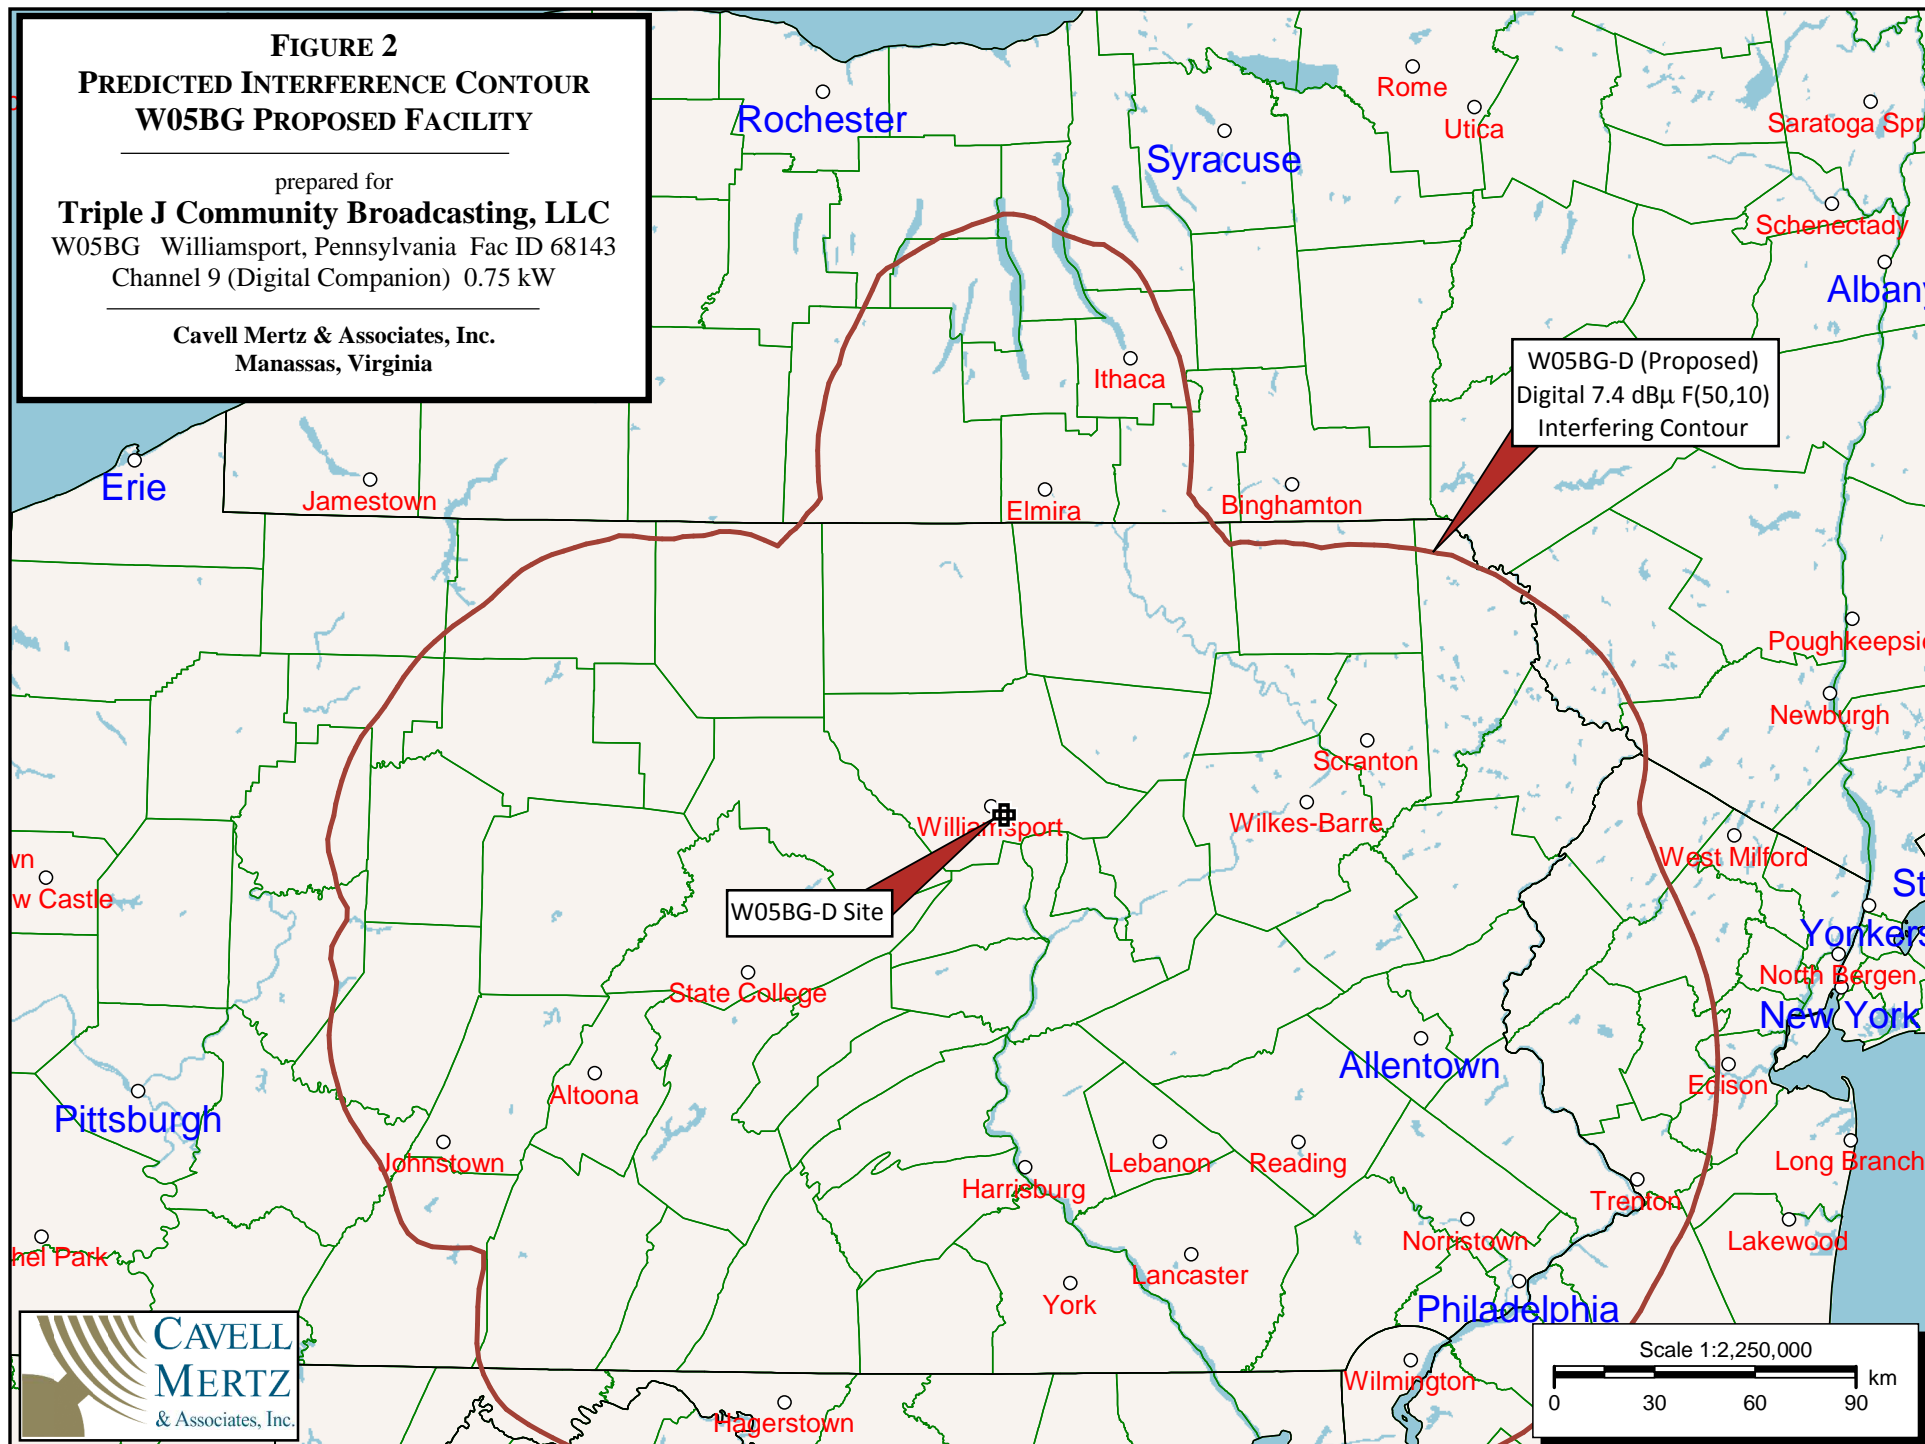 FIGURE 2
PREDICTED INTERFERENCE CONTOUR
W05BG PROPOSED FACILITY
prepared for
Triple J Community Broadcasting, LLC
W05BG Williamsport, Pennsylvania Fac ID 68143
Channel 9 (Digital Companion) 0.75 kW
Cavell Mertz & Associates, Inc.
Manassas, Virginia
Rochester
Rome
Utica
Syracuse
Saratoga Spr
Schenectady
Albany
Ithaca
W05BG-D (Proposed)
Digital 7.4 dBµ F(50,10)
Interfering Contour
Erie
Jamestown
Elmira
Binghamton
Poughkeepsie
Newburgh
Scranton
Williamsport
Wilkes-Barre
West Milford
wn
w Castle
W05BG-D Site
St
Yonkers
North Bergen
New York
State College
Allentown
Edison
Altoona
Pittsburgh
Johnstown
Lebanon
Reading
Long Branch
Harrisburg
Trenton
Norristown
Lakewood
hel Park
Lancaster
York
Philadelphia
Wilmington
Hagerstown
CAVELL
MERTZ
& Associates, Inc.
Scale 1:2,250,000
km
0 30 60 90